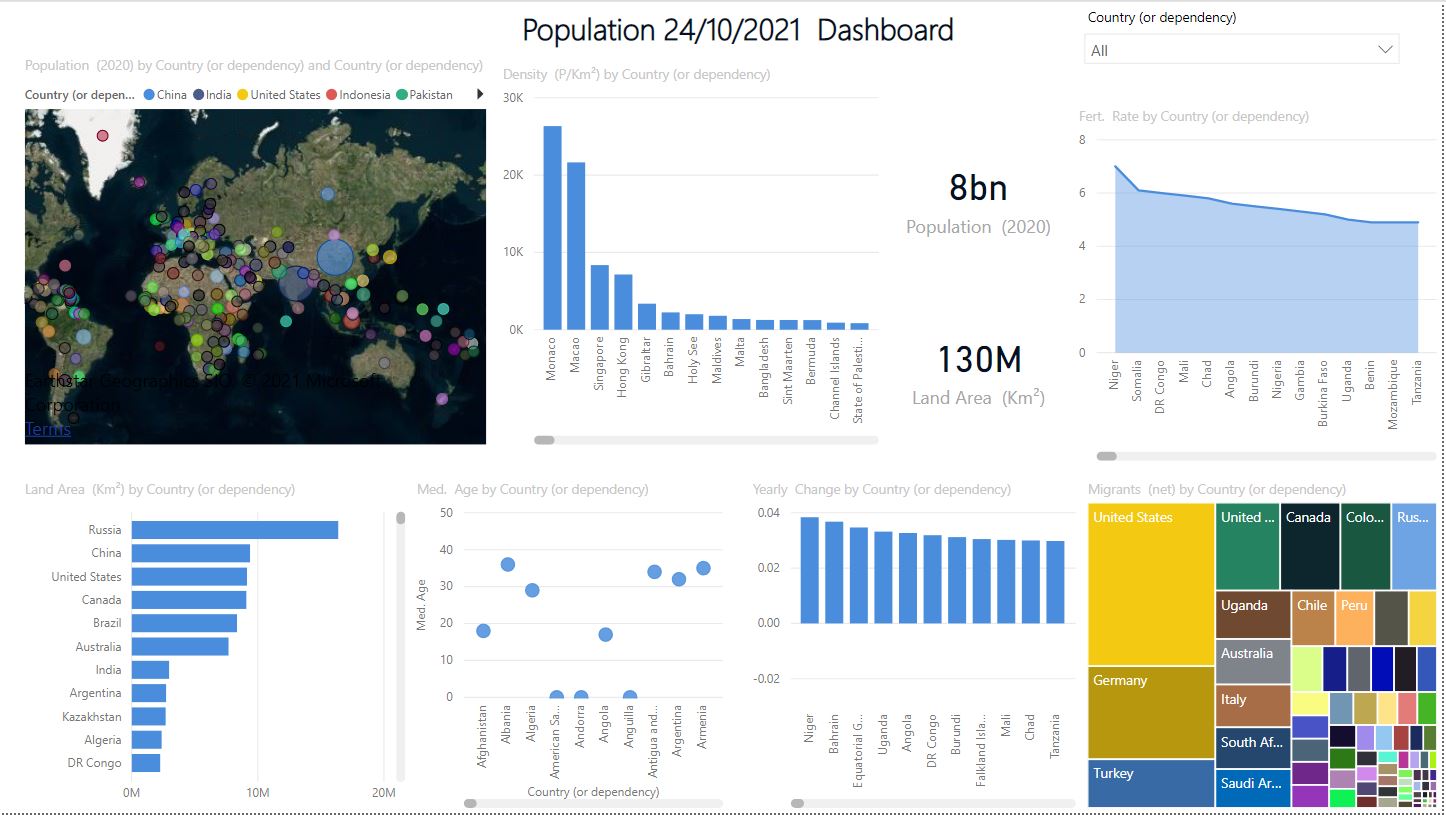 Population 24/10/2021 Dashboard
Country (or dependency)
All
Population (2020) by Country (or dependency) and Country (or dependency)
Country (or depen... China India United States Indonesia Pakistan
Earthstar Geographics SIO, © 2021 Microsoft
Corporation
Terms
Density (P/Km²) by Country (or dependency)
30K
20K
10K
0K
Monaco
Macao
Singapore
Hong Kong
Gibraltar
Bahrain
Holy See
Maldives
Malta
Bangladesh
Sint Maarten
Bermuda
Channel Islands
State of Palesti...
8bn
Population (2020)
130M
Land Area (Km²)
Fert. Rate by Country (or dependency)
8
6
4
2
0
Niger
Somalia
DR Congo
Mali
Chad
Angola
Burundi
Nigeria
Gambia
Burkina Faso
Uganda
Benin
Mozambique
Tanzania
Land Area (Km²) by Country (or dependency)
Russia
China
United States
Canada
Brazil
Australia
India
Argentina
Kazakhstan
Algeria
DR Congo
0M 10M 20M
Med. Age by Country (or dependency)
Med. Age
50
40
30
20
10
0
Afghanistan
Albania
Algeria
American Sa...
Andorra
Angola
Anguilla
Antigua and...
Argentina
Armenia
Country (or dependency)
Yearly Change by Country (or dependency)
0.04
0.02
0.00
-0.02
Niger
Bahrain
Equatorial G...
Uganda
Angola
DR Congo
Burundi
Falkland Isla...
Mali
Chad
Tanzania
Migrants (net) by Country (or dependency)
United States
Germany
Turkey
United ...
Canada
Colo...
Rus...
Uganda
Chile
Peru
Australia
Italy
South Af...
Saudi Ar...